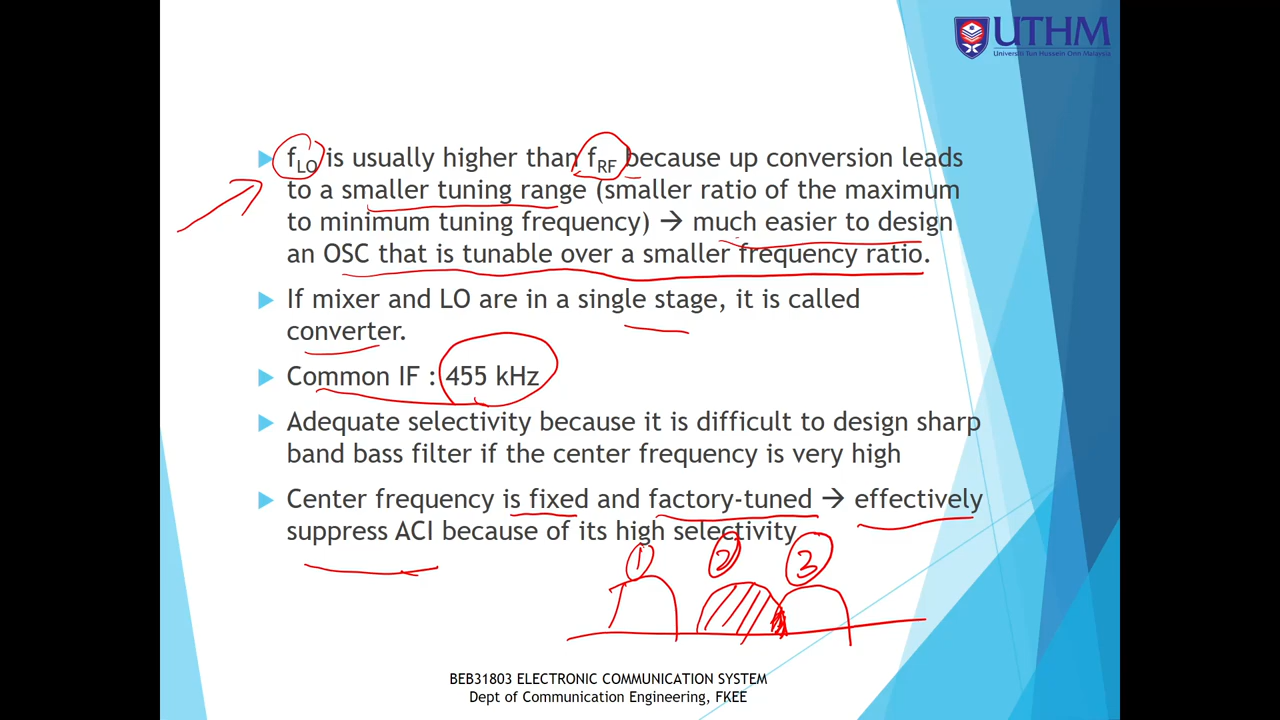 UTHM
Universiti Tun Hussein Onn Malaysia
fLO is usually higher than fRF because up conversion leads
to a smaller tuning range (smaller ratio of the maximum
to minimum tuning frequency) → much easier to design
an OSC that is tunable over a smaller frequency ratio.
If mixer and LO are in a single stage, it is called
converter.
Common IF : 455 kHz
Adequate selectivity because it is difficult to design sharp
band bass filter if the center frequency is very high
Center frequency is fixed and factory-tuned → effectively
suppress ACI because of its high selectivity
1 2 3
BEB31803 ELECTRONIC COMMUNICATION SYSTEM
Dept of Communication Engineering, FKEE